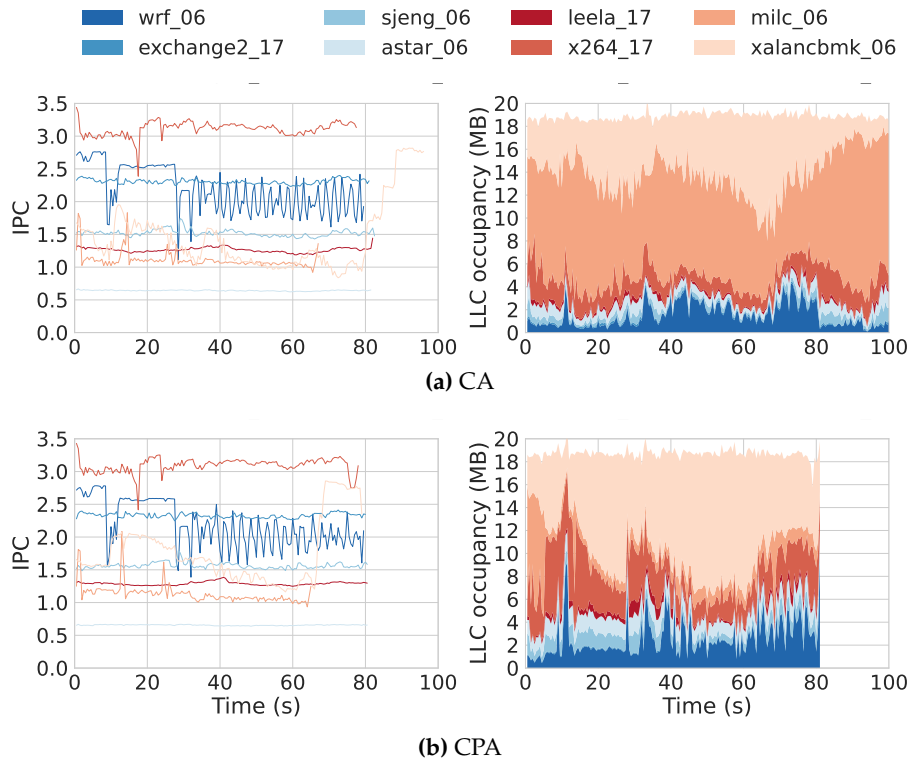 wrf_06 sjeng_06 leela_17 milc_06
exchange2_17 astar_06 x264_17 xalancbmk_06
3.5
3.0
2.5
2.0
1.5
1.0
0.5
0.0
IPC
0 20 40 60 80 100
20
18
16
14
12
10
8
6
4
2
0
LLC occupancy (MB)
0 20 40 60 80 100
(a) CA
3.5
3.0
2.5
2.0
1.5
1.0
0.5
0.0
IPC
0 20 40 60 80 100
Time (s)
20
18
16
14
12
10
8
6
4
2
0
LLC occupancy (MB)
0 20 40 60 80 100
Time (s)
(b) CPA